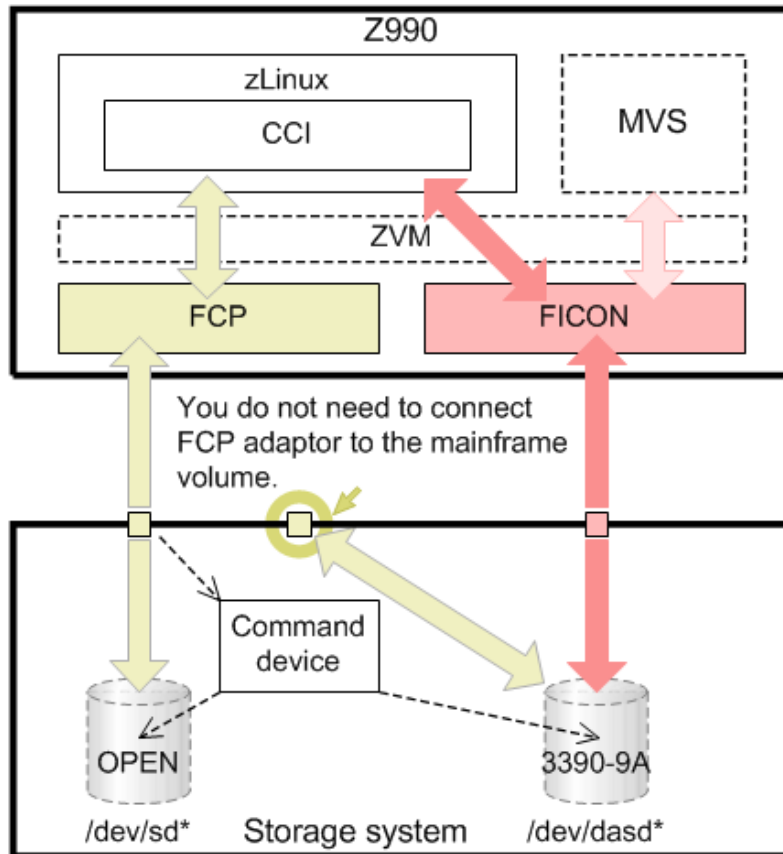 Z990
zLinux
CCI
MVS
ZVM
FCP
FICON
You do not need to connect
FCP adaptor to the mainframe
volume.
Command
device
OPEN
3390-9A
/dev/sd*
Storage system
/dev/dasd*